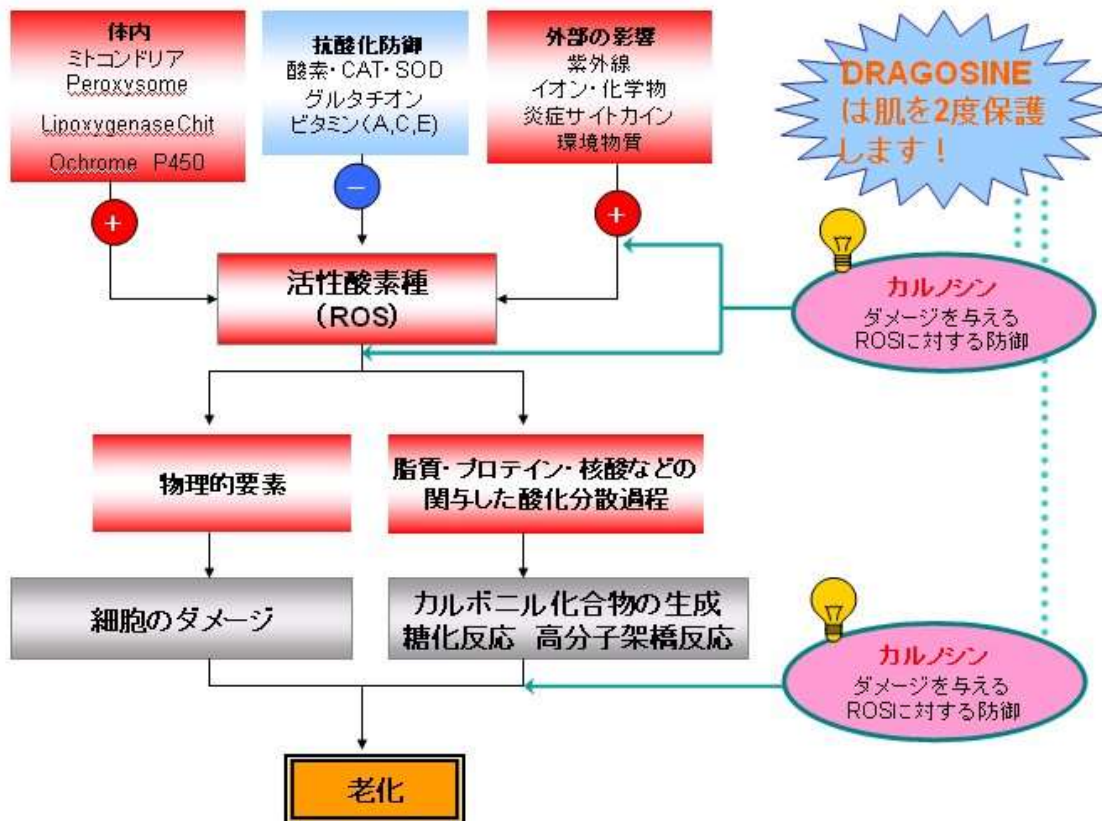 体内
ミトコンドリア
Peroxysome
LipoxygenaseChit
Ochrome P450
抗酸化防御
酸素・CAT・SOD
グルタチオン
ビタミン(A,C,E)
外部の影響
紫外線
イオン・化学物
炎症サイトカイン
環境物質
DRAGOSINE
は肌を2度保護
します!
+
−
+
活性酸素種
(ROS)
カルノシン
ダメージを与える
ROSに対する防御
物理的要素
脂質・プロテイン・核酸などの
関与した酸化分散過程
細胞のダメージ
カルボニル化合物の生成
糖化反応 高分子架橋反応
カルノシン
ダメージを与える
ROSに対する防御
老化